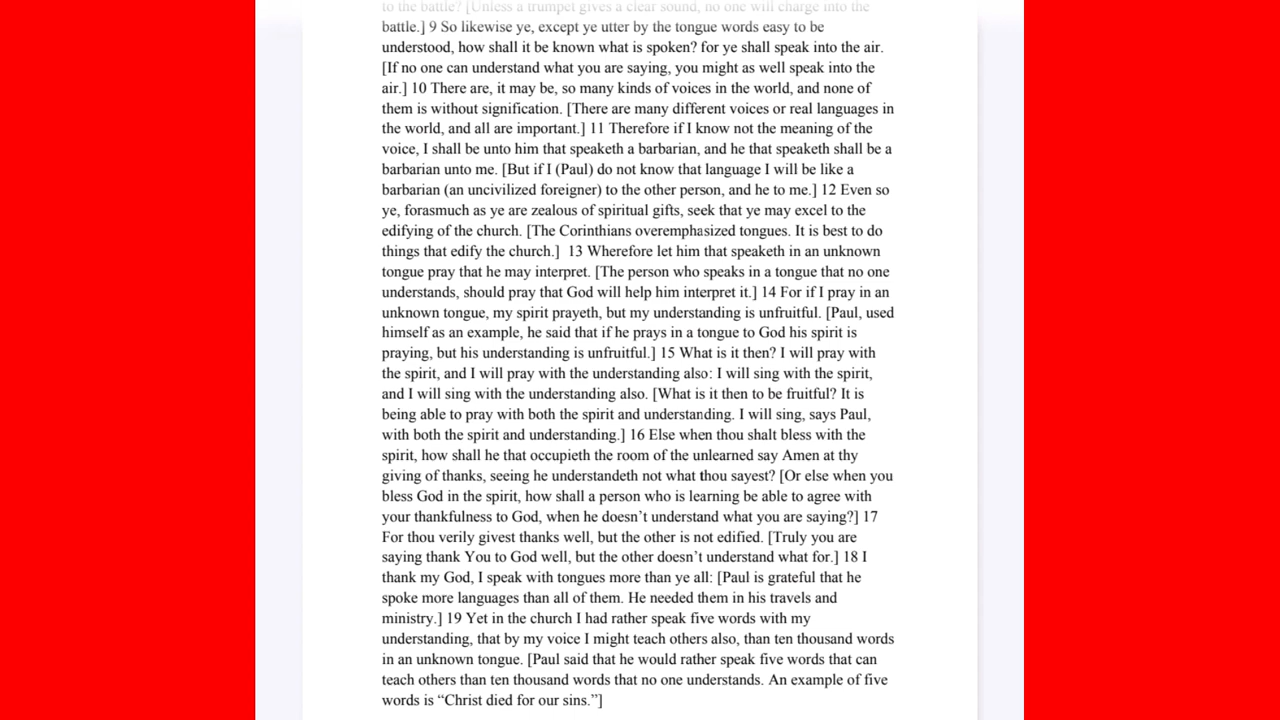 to the battle? [Unless a trumpet gives a clear sound, no one will charge into the
battle.] 9 So likewise ye, except ye utter by the tongue words easy to be
understood, how shall it be known what is spoken? for ye shall speak into the air.
[If no one can understand what you are saying, you might as well speak into the
air.] 10 There are, it may be, so many kinds of voices in the world, and none of
them is without signification. [There are many different voices or real languages in
the world, and all are important.] 11 Therefore if I know not the meaning of the
voice, I shall be unto him that speaketh a barbarian, and he that speaketh shall be a
barbarian unto me. [But if I (Paul) do not know that language I will be like a
barbarian (an uncivilized foreigner) to the other person, and he to me.] 12 Even so
ye, forasmuch as ye are zealous of spiritual gifts, seek that ye may excel to the
edifying of the church. [The Corinthians overemphasized tongues. It is best to do
things that edify the church.]  13 Wherefore let him that speaketh in an unknown
tongue pray that he may interpret. [The person who speaks in a tongue that no one
understands, should pray that God will help him interpret it.] 14 For if I pray in an
unknown tongue, my spirit prayeth, but my understanding is unfruitful. [Paul, used
himself as an example, he said that if he prays in a tongue to God his spirit is
praying, but his understanding is unfruitful.] 15 What is it then? I will pray with
the spirit, and I will pray with the understanding also: I will sing with the spirit,
and I will sing with the understanding also. [What is it then to be fruitful? It is
being able to pray with both the spirit and understanding. I will sing, says Paul,
with both the spirit and understanding.] 16 Else when thou shalt bless with the
spirit, how shall he that occupieth the room of the unlearned say Amen at thy
giving of thanks, seeing he understandeth not what thou sayest? [Or else when you
bless God in the spirit, how shall a person who is learning be able to agree with
your thankfulness to God, when he doesn’t understand what you are saying?] 17
For thou verily givest thanks well, but the other is not edified. [Truly you are
saying thank You to God well, but the other doesn’t understand what for.] 18 I
thank my God, I speak with tongues more than ye all: [Paul is grateful that he
spoke more languages than all of them. He needed them in his travels and
ministry.] 19 Yet in the church I had rather speak five words with my
understanding, that by my voice I might teach others also, than ten thousand words
in an unknown tongue. [Paul said that he would rather speak five words that can
teach others than ten thousand words that no one understands. An example of five
words is “Christ died for our sins.”]